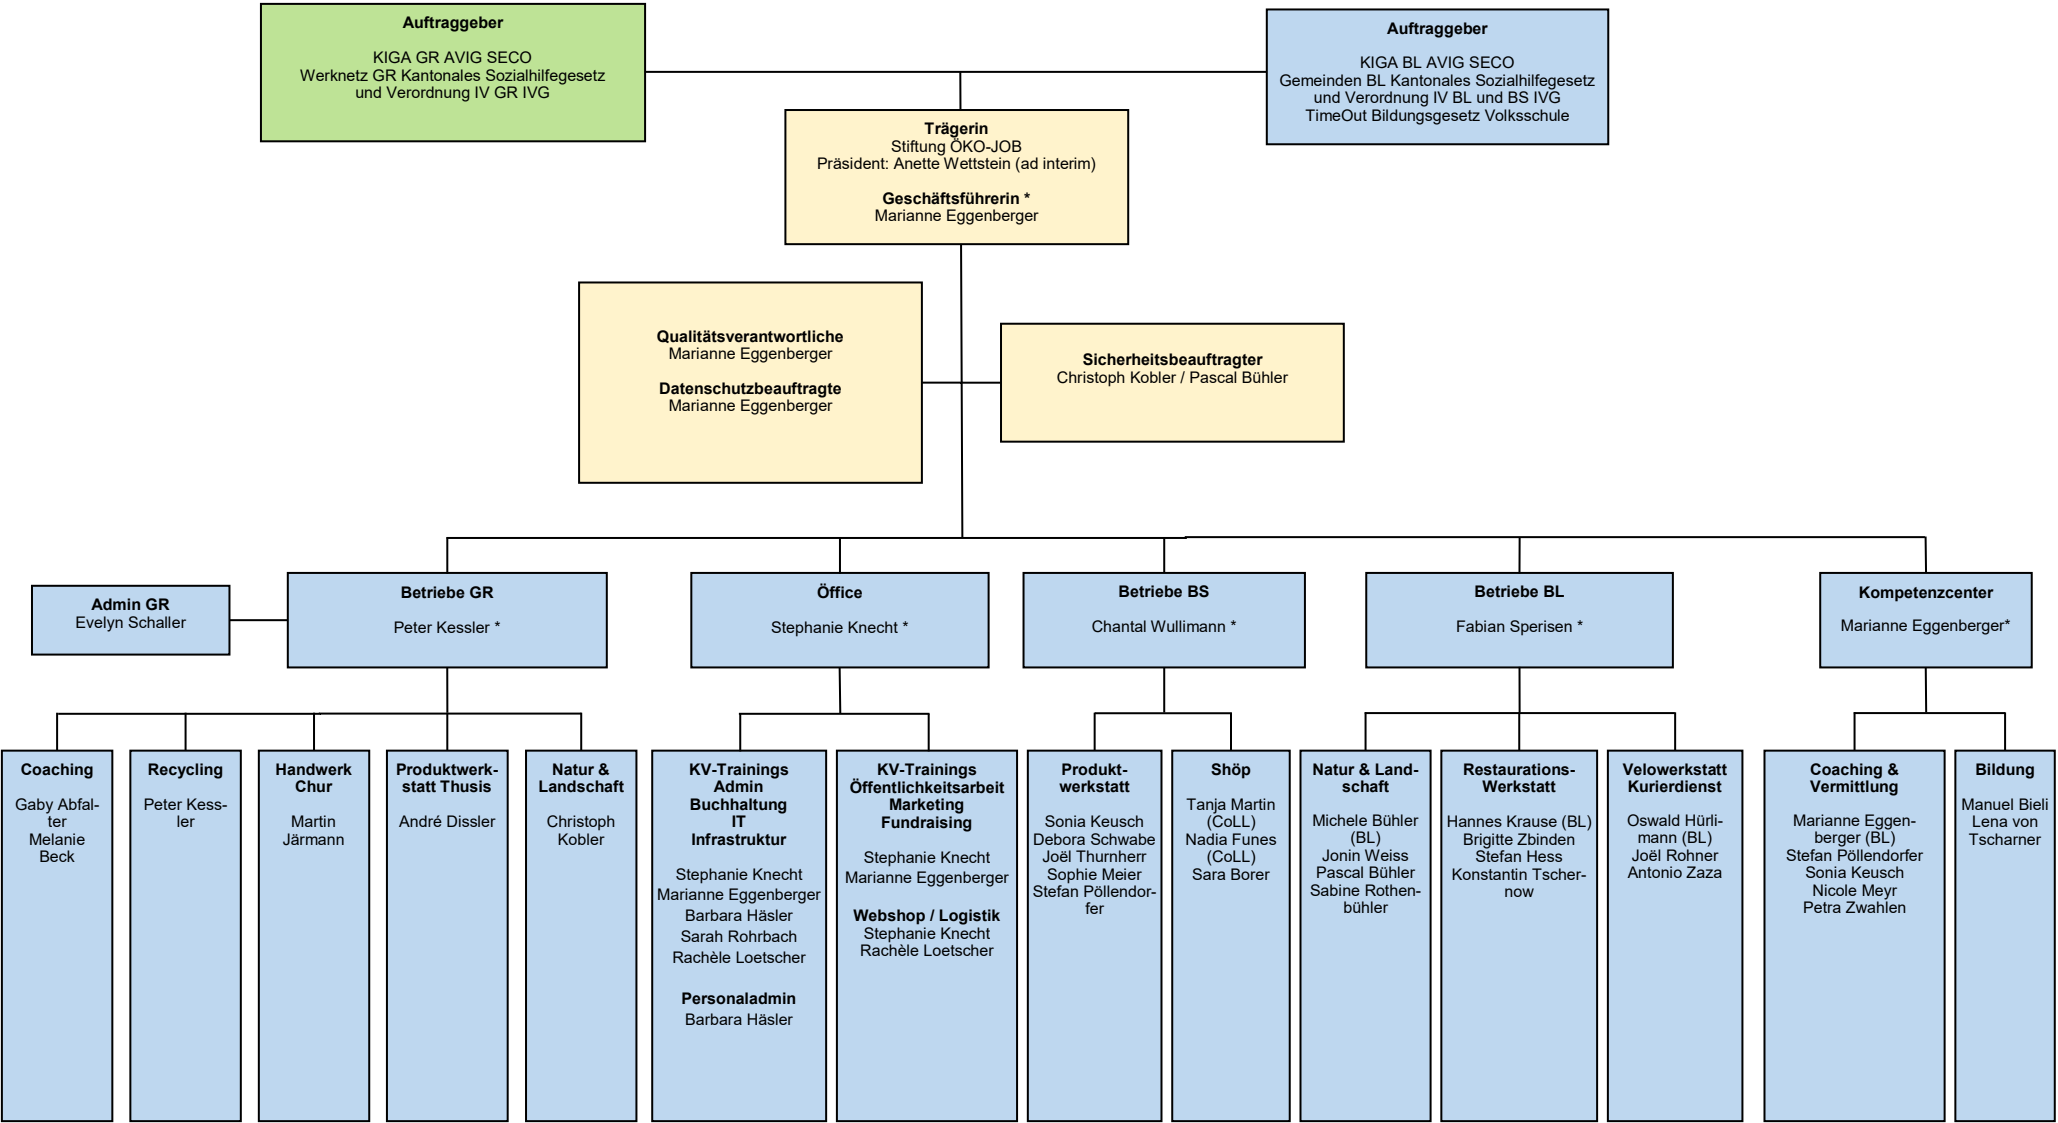 Auftraggeber
KIGA GR AVIG SECO
Werknetz GR Kantonales Sozialhilfegesetz
und Verordnung IV GR IVG
Auftraggeber
KIGA BL AVIG SECO
Gemeinden BL Kantonales Sozialhilfegesetz
und Verordnung IV BL und BS IVG
TimeOut Bildungsgesetz Volksschule
Trägerin
Stiftung ÖKO-JOB
Präsident: Anette Wettstein (ad interim)
Geschäftsführerin *
Marianne Eggenberger
Qualitätsverantwortliche
Marianne Eggenberger
Datenschutzbeauftragte
Marianne Eggenberger
Sicherheitsbeauftragter
Christoph Kobler / Pascal Bühler
Admin GR
Evelyn Schaller
Betriebe GR
Peter Kessler *
Öffice
Stephanie Knecht *
Betriebe BS
Chantal Wullimann *
Betriebe BL
Fabian Sperisen *
Kompetenzcenter
Marianne Eggenberger*
Coaching
Gaby Abfal-
ter
Melanie
Beck
Recycling
Peter Kess-
ler
Handwerk
Chur
Martin
Järmann
Produktwerk-
statt Thusis
André Dissler
Natur &
Landschaft
Christoph
Kobler
KV-Trainings
Admin
Buchhaltung
IT
Infrastruktur
Stephanie Knecht
Marianne Eggenberger
Barbara Häsler
Sarah Rohrbach
Rachèle Loetscher
Personaladmin
Barbara Häsler
KV-Trainings
Öffentlichkeitsarbeit
Marketing
Fundraising
Stephanie Knecht
Marianne Eggenberger
Webshop / Logistik
Stephanie Knecht
Rachèle Loetscher
Produkt-
werkstatt
Sonia Keusch
Debora Schwabe
Joël Thurnherr
Sophie Meier
Stefan Pöllendor-
fer
Shöp
Tanja Martin
(CoLL)
Nadia Funes
(CoLL)
Sara Borer
Natur & Land-
schaft
Michele Bühler
(BL)
Jonin Weiss
Pascal Bühler
Sabine Rothen-
bühler
Restaurations-
Werkstatt
Hannes Krause (BL)
Brigitte Zbinden
Stefan Hess
Konstantin Tscher-
now
Velowerkstatt
Kurierdienst
Oswald Hürli-
mann (BL)
Joël Rohner
Antonio Zaza
Coaching &
Vermittlung
Marianne Eggen-
berger (BL)
Stefan Pöllendorfer
Sonia Keusch
Nicole Meyr
Petra Zwahlen
Bildung
Manuel Bieli
Lena von
Tscharner